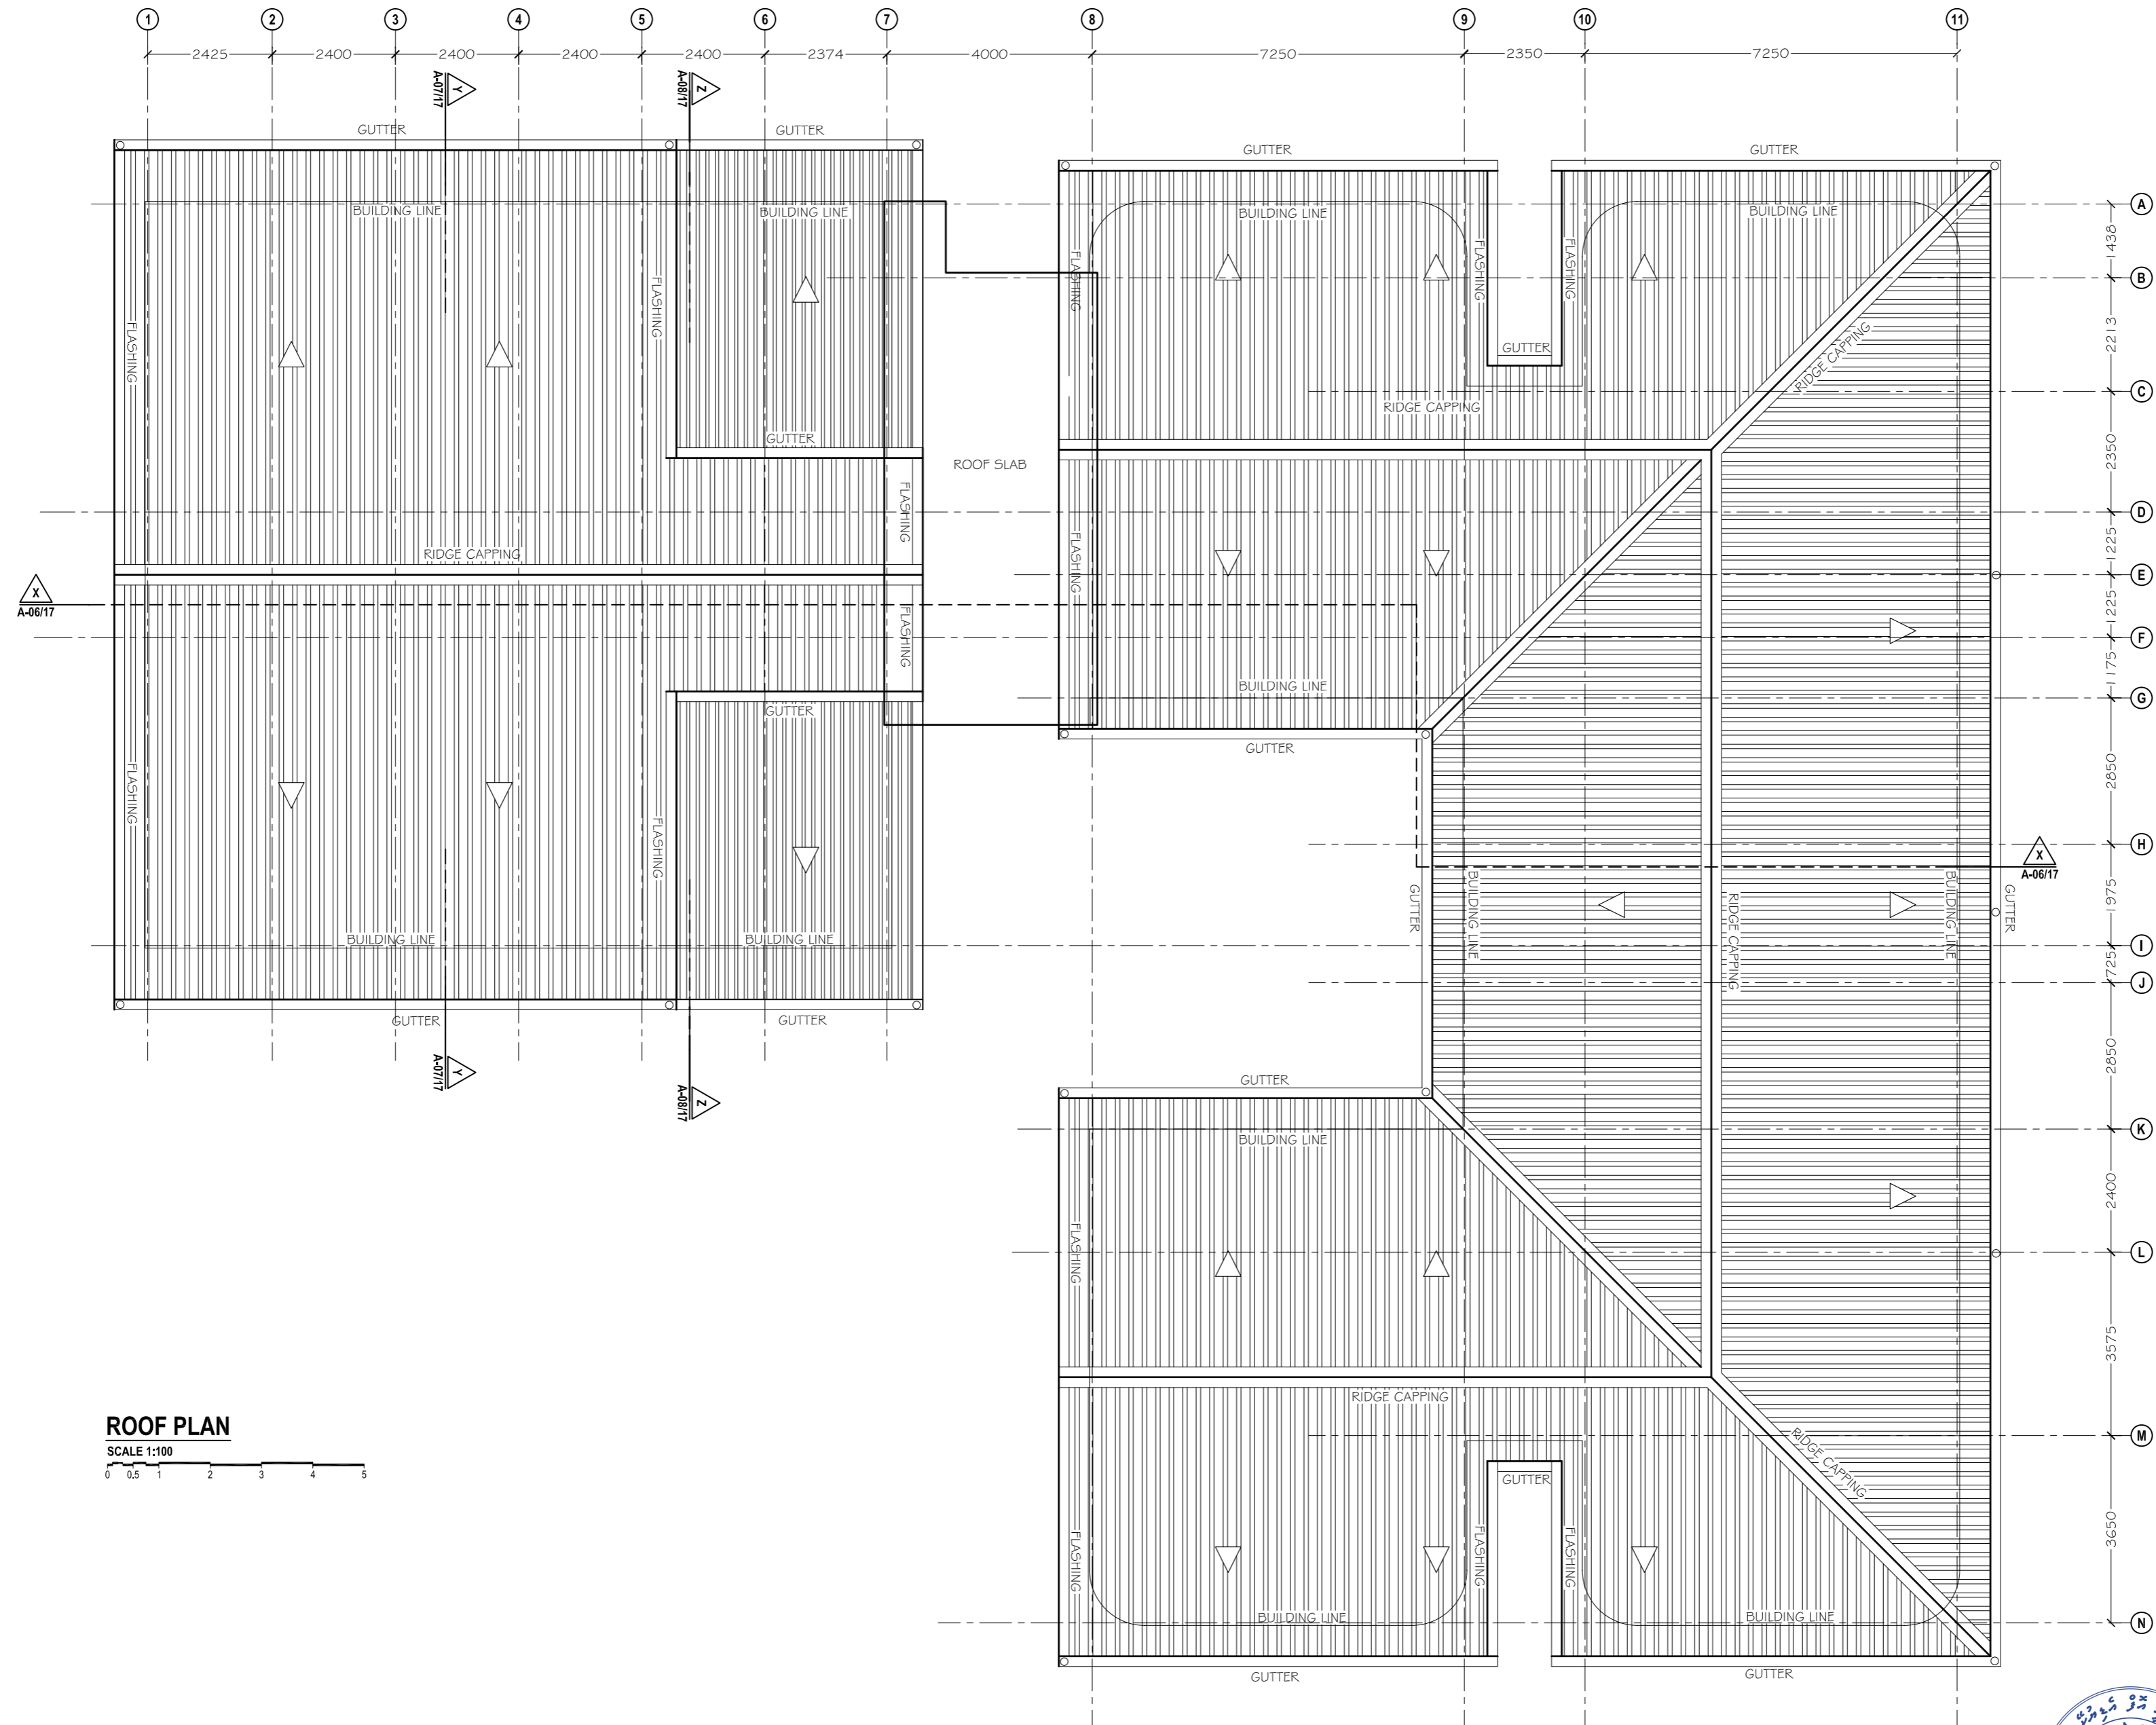 1 2 3 4 5 6 7 8 9 10 11
2425 2400 2400 2400 2400 2374 4000 7250 2350 7250
A-07/17 Y
A-08/17 Z
GUTTER GUTTER
GUTTER GUTTER
A
BUILDING LINE BUILDING LINE BUILDING LINE BUILDING LINE
1438
FLASHING FLASHING FLASHING FLASHING FLASHING
B
2213
RIDGE CAPPING
GUTTER
C
RIDGE CAPPING
GUTTER
2350
ROOF SLAB
FLASHING
D
FLASHING
1225
RIDGE CAPPING
E
X
A-06/17
1225
FLASHING
F
1175
BUILDING LINE
G
GUTTER
GUTTER
2850
FLASHING FLASHING
H
X
A-06/17
GUTTER
BUILDING LINE
RIDGE CAPPING
BUILDING LINE
GUTTER
1975
BUILDING LINE BUILDING LINE
I
725
J
GUTTER GUTTER
2850
A-07/17 Y
A-08/17 Z
GUTTER
K
BUILDING LINE
2400
FLASHING
L
3575
RIDGE CAPPING
ROOF PLAN
SCALE 1:100
0 0.5 1 2 3 4 5
M
RIDGE CAPPING
GUTTER
3650
FLASHING FLASHING FLASHING
BUILDING LINE BUILDING LINE
N
GUTTER GUTTER